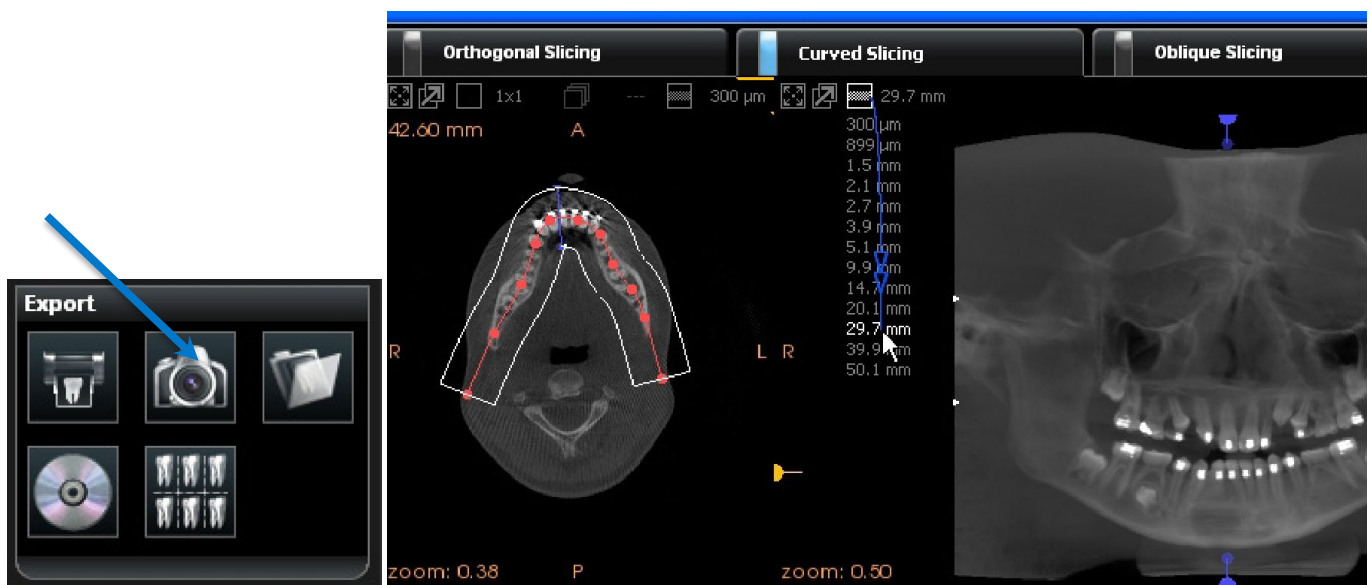 Export
Orthogonal Slicing
Curved Slicing
Oblique Slicing
1x1
---
300 µm
29.7 mm
42.60 mm
A
R
L
P
zoom: 0.38
300 µm
899 µm
1.5 mm
2.1 mm
2.7 mm
3.9 mm
5.1 mm
9.9 mm
14.7 mm
20.1 mm
29.7 mm
39.9 mm
50.1 mm
R
zoom: 0.50